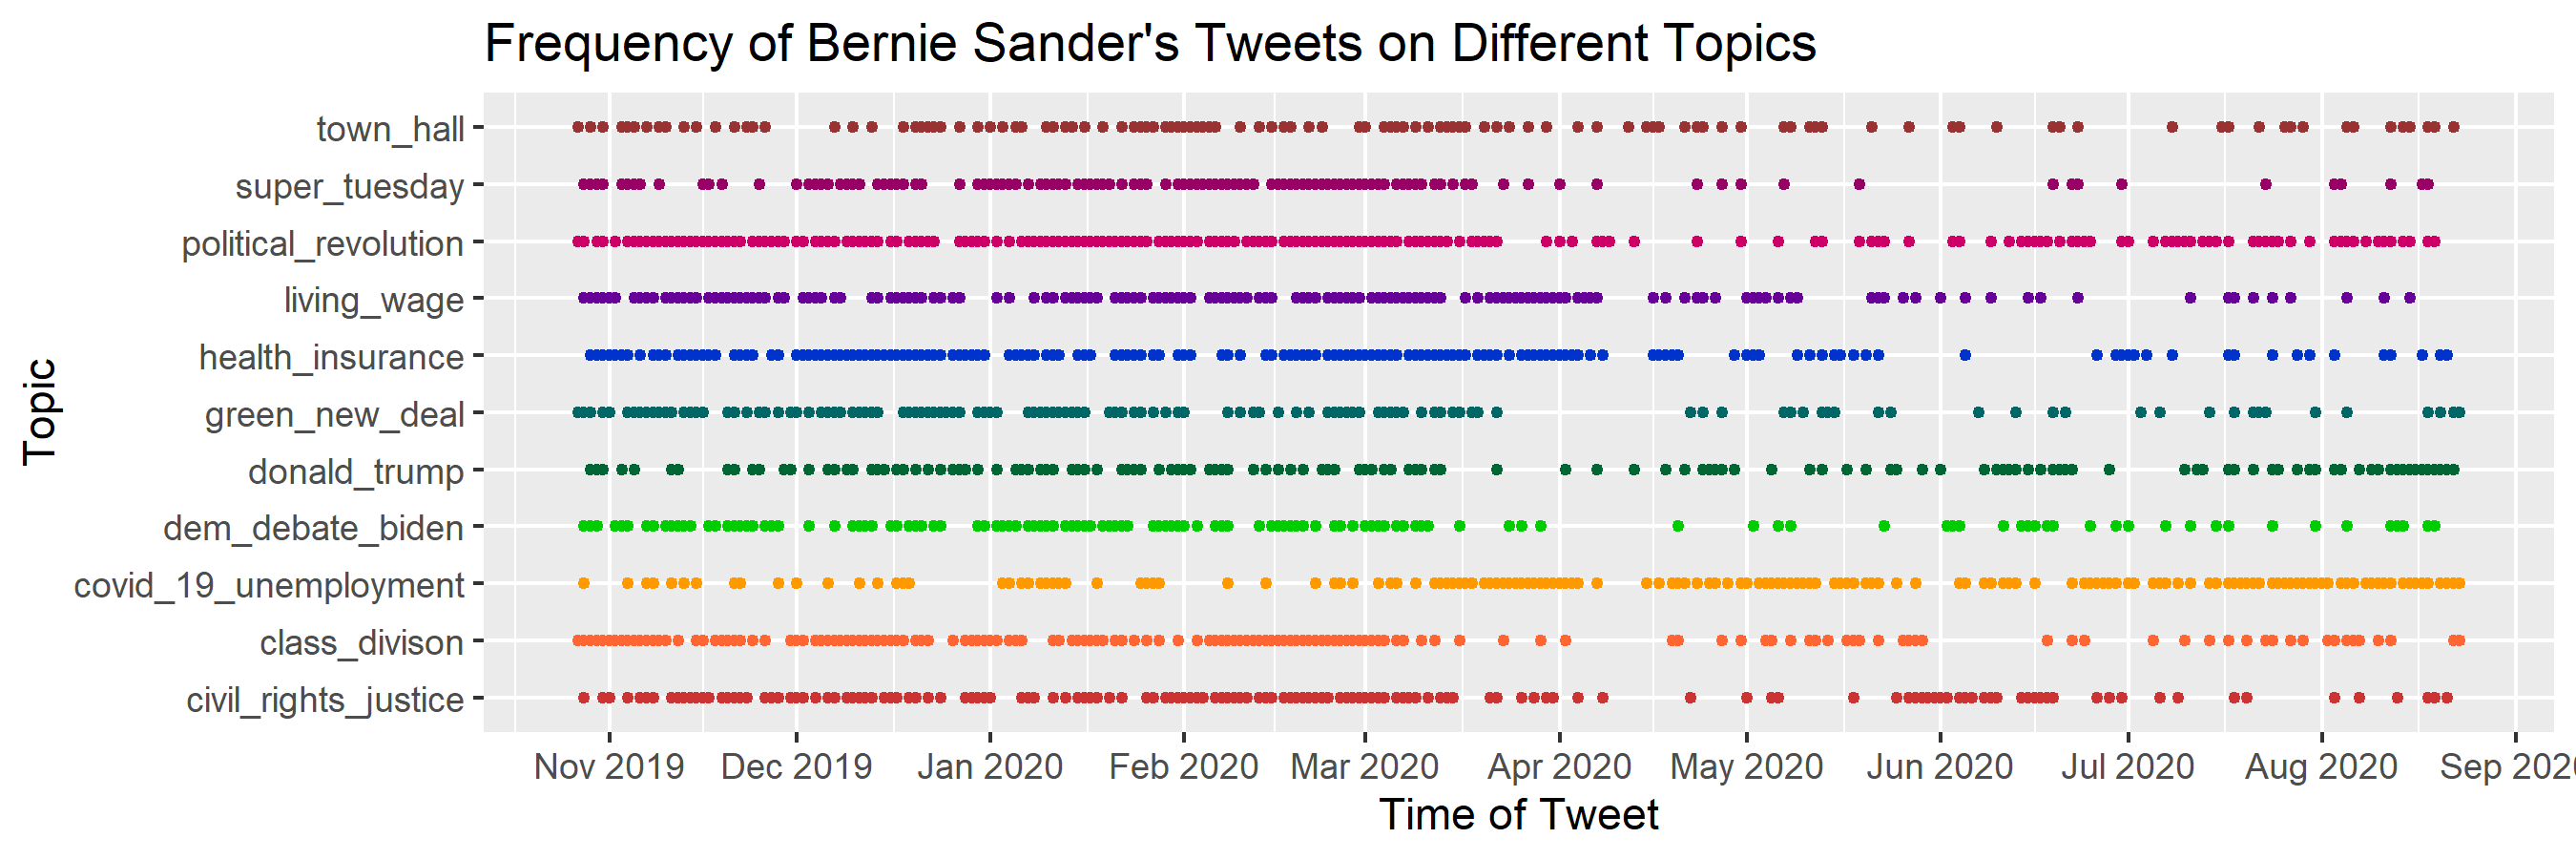 Frequency of Bernie Sander's Tweets on Different Topics
Topic
town_hall
super_tuesday
political_revolution
living_wage
health_insurance
green_new_deal
donald_trump
dem_debate_biden
covid_19_unemployment
class_divison
civil_rights_justice
Nov 2019 Dec 2019 Jan 2020 Feb 2020 Mar 2020 Apr 2020 May 2020 Jun 2020 Jul 2020 Aug 2020 Sep 202
Time of Tweet